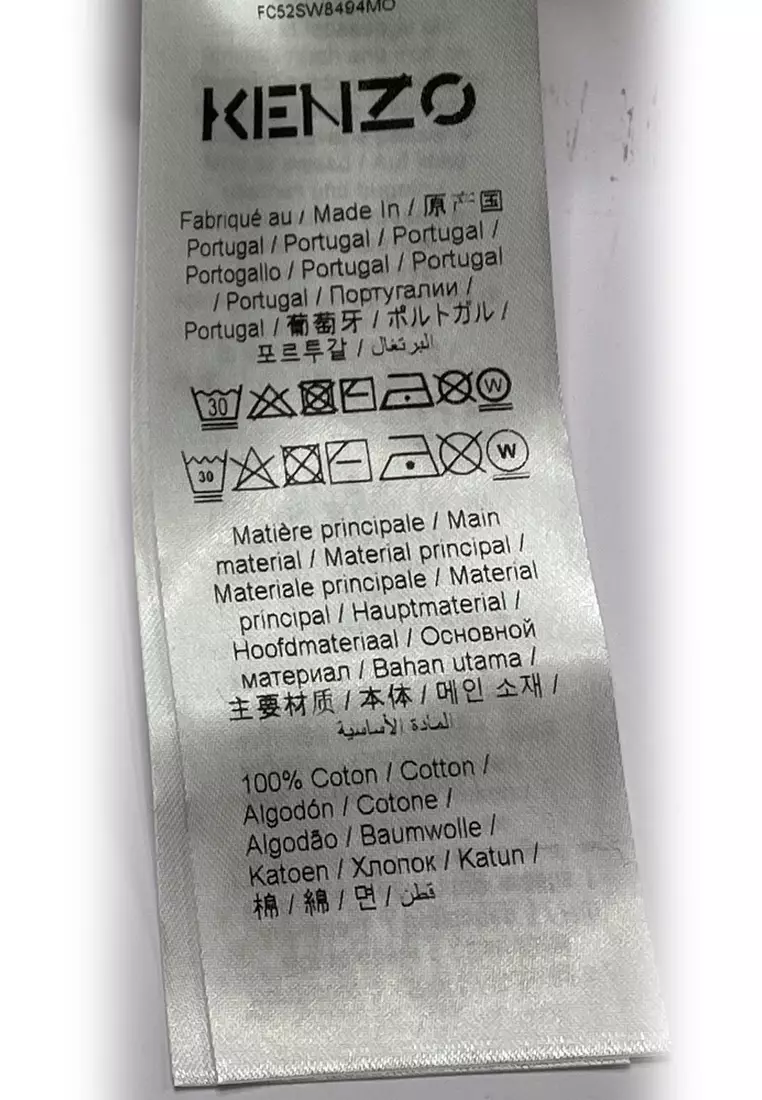 FC52SW8494MO
KENZO
Fabriqué au / Made In / 原产国
Portugal / Portugal / Portugal /
Portogallo / Portugal / Portugal
/ Portugal / Португалии /
Portugal / 葡萄牙 / ポルトガル /
포르투갈 / البرتغال
30 W
30 W
Matière principale / Main
material / Material principal /
Materiale principale / Material
principal / Hauptmaterial /
Hoofdmateriaal / Основной
материал / Bahan utama /
主要材质 / 本体 / 메인 소재 /
المادة الأساسية
100% Coton / Cotton /
Algodón / Cotone /
Algodão / Baumwolle /
Katoen / Хлопок / Katun /
棉 / 綿 / 면 / قطن